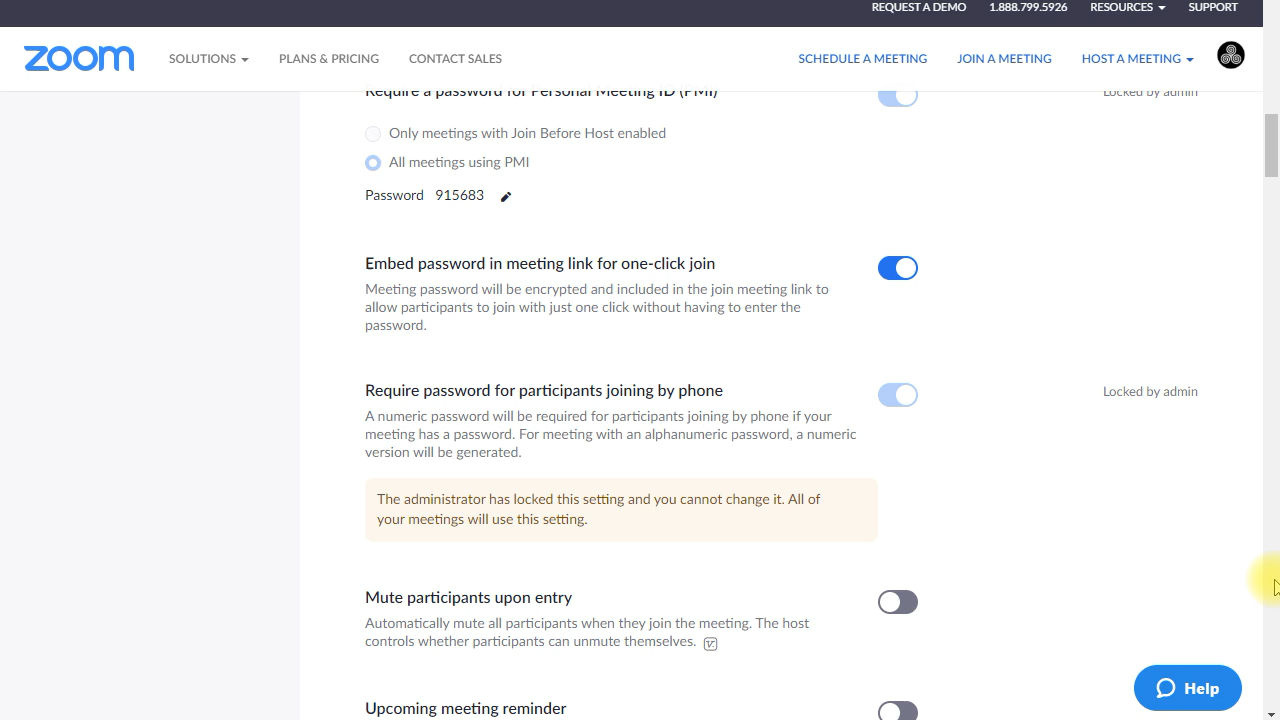 REQUEST A DEMO 1.888.799.5926 RESOURCES SUPPORT
zoom SOLUTIONS PLANS & PRICING CONTACT SALES SCHEDULE A MEETING JOIN A MEETING HOST A MEETING
Require a password for Personal Meeting ID (PMI) Locked by admin
Only meetings with Join Before Host enabled
All meetings using PMI
Password 915683
Embed password in meeting link for one-click join
Meeting password will be encrypted and included in the join meeting link to
allow participants to join with just one click without having to enter the
password.
Require password for participants joining by phone Locked by admin
A numeric password will be required for participants joining by phone if your
meeting has a password. For meeting with an alphanumeric password, a numeric
version will be generated.
The administrator has locked this setting and you cannot change it. All of
your meetings will use this setting.
Mute participants upon entry
Automatically mute all participants when they join the meeting. The host
controls whether participants can unmute themselves.
Upcoming meeting reminder
Help